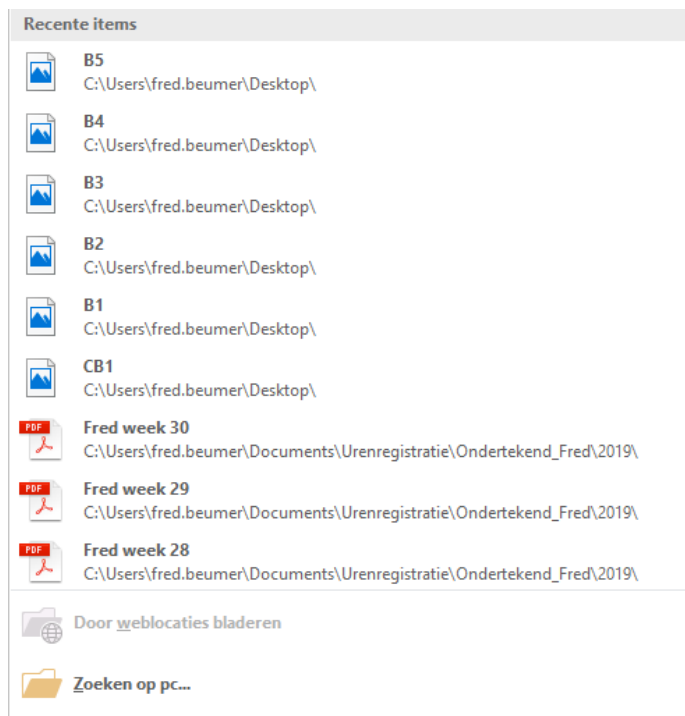 Recente items
B5
C:\Users\fred.beumer\Desktop\
B4
C:\Users\fred.beumer\Desktop\
B3
C:\Users\fred.beumer\Desktop\
B2
C:\Users\fred.beumer\Desktop\
B1
C:\Users\fred.beumer\Desktop\
CB1
C:\Users\fred.beumer\Desktop\
PDF
Fred week 30
C:\Users\fred.beumer\Documents\Urenregistratie\Ondertekend_Fred\2019\
PDF
Fred week 29
C:\Users\fred.beumer\Documents\Urenregistratie\Ondertekend_Fred\2019\
PDF
Fred week 28
C:\Users\fred.beumer\Documents\Urenregistratie\Ondertekend_Fred\2019\
Door weblocaties bladeren
Zoeken op pc...